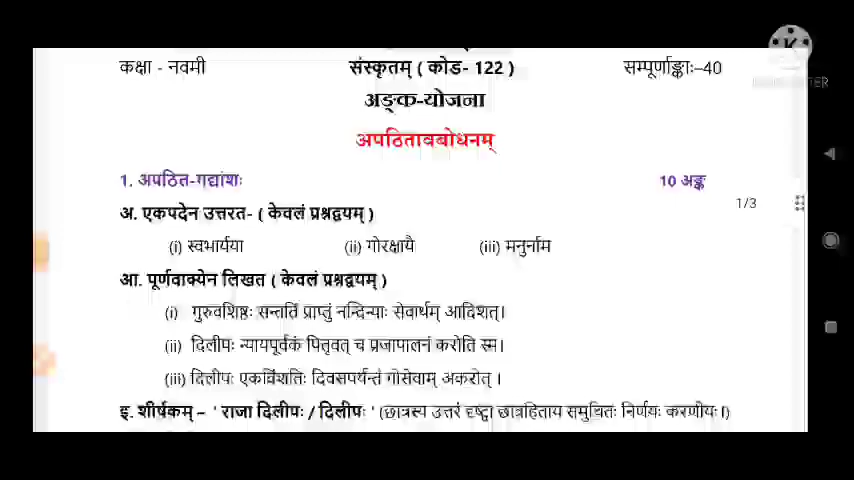 कक्षा - नवमी संस्कृतम् ( कोड- 122 ) सम्पूर्णाङ्काः–40
अङ्क-योजना
अपठितावबोधनम्
1. अपठित-गद्यांशः 10 अङ्क
अ. एकपदेन उत्तरत- ( केवलं प्रश्नद्वयम् )
1/3
(i) स्वभार्यया (ii) गोरक्षायै (iii) मनुर्नाम
आ. पूर्णवाक्येन लिखत ( केवलं प्रश्नद्वयम् )
(i) गुरुवशिष्ठः सन्ततिं प्राप्तुं नन्दिन्याः सेवार्थम् आदिशत्।
(ii) दिलीपः न्यायपूर्वकं पितृवत् च प्रजापालनं करोति स्म।
(iii) दिलीपः एकविंशतिः दिवसपर्यन्तं गोसेवाम् अकरोत् ।
इ. शीर्षकम् – ' राजा दिलीपः / दिलीपः ' (छात्रस्य उत्तरं दृष्ट्वा छात्रहिताय समुचितः निर्णयः करणीयः।)